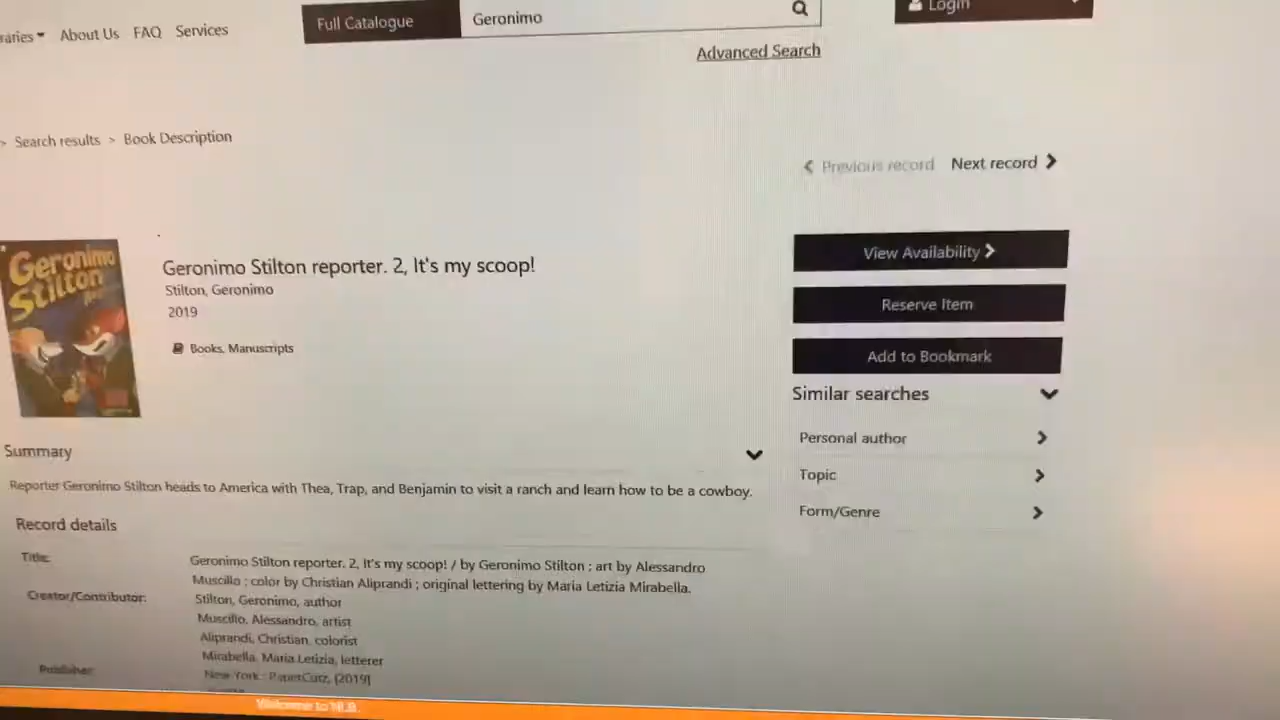 raries About Us FAQ Services
Full Catalogue Geronimo
Login
Advanced Search
> Search results > Book Description
Previous record Next record
Geronimo
Stilton
Geronimo Stilton reporter. 2, It's my scoop!
Stilton, Geronimo
2019
Books, Manuscripts
View Availability
Reserve Item
Add to Bookmark
Similar searches
Personal author
Topic
Form/Genre
Summary
Reporter Geronimo Stilton heads to America with Thea, Trap, and Benjamin to visit a ranch and learn how to be a cowboy.
Record details
Title: Geronimo Stilton reporter. 2, It's my scoop! / by Geronimo Stilton ; art by Alessandro
Muscillo ; color by Christian Aliprandi ; original lettering by Maria Letizia Mirabella.
Creator/Contributor: Stilton, Geronimo, author
Muscillo, Alessandro, artist
Aliprandi, Christian, colorist
Mirabella, Maria Letizia, letterer
Publisher: New York : PaperCutz, [2019]
Welcome to NLB.